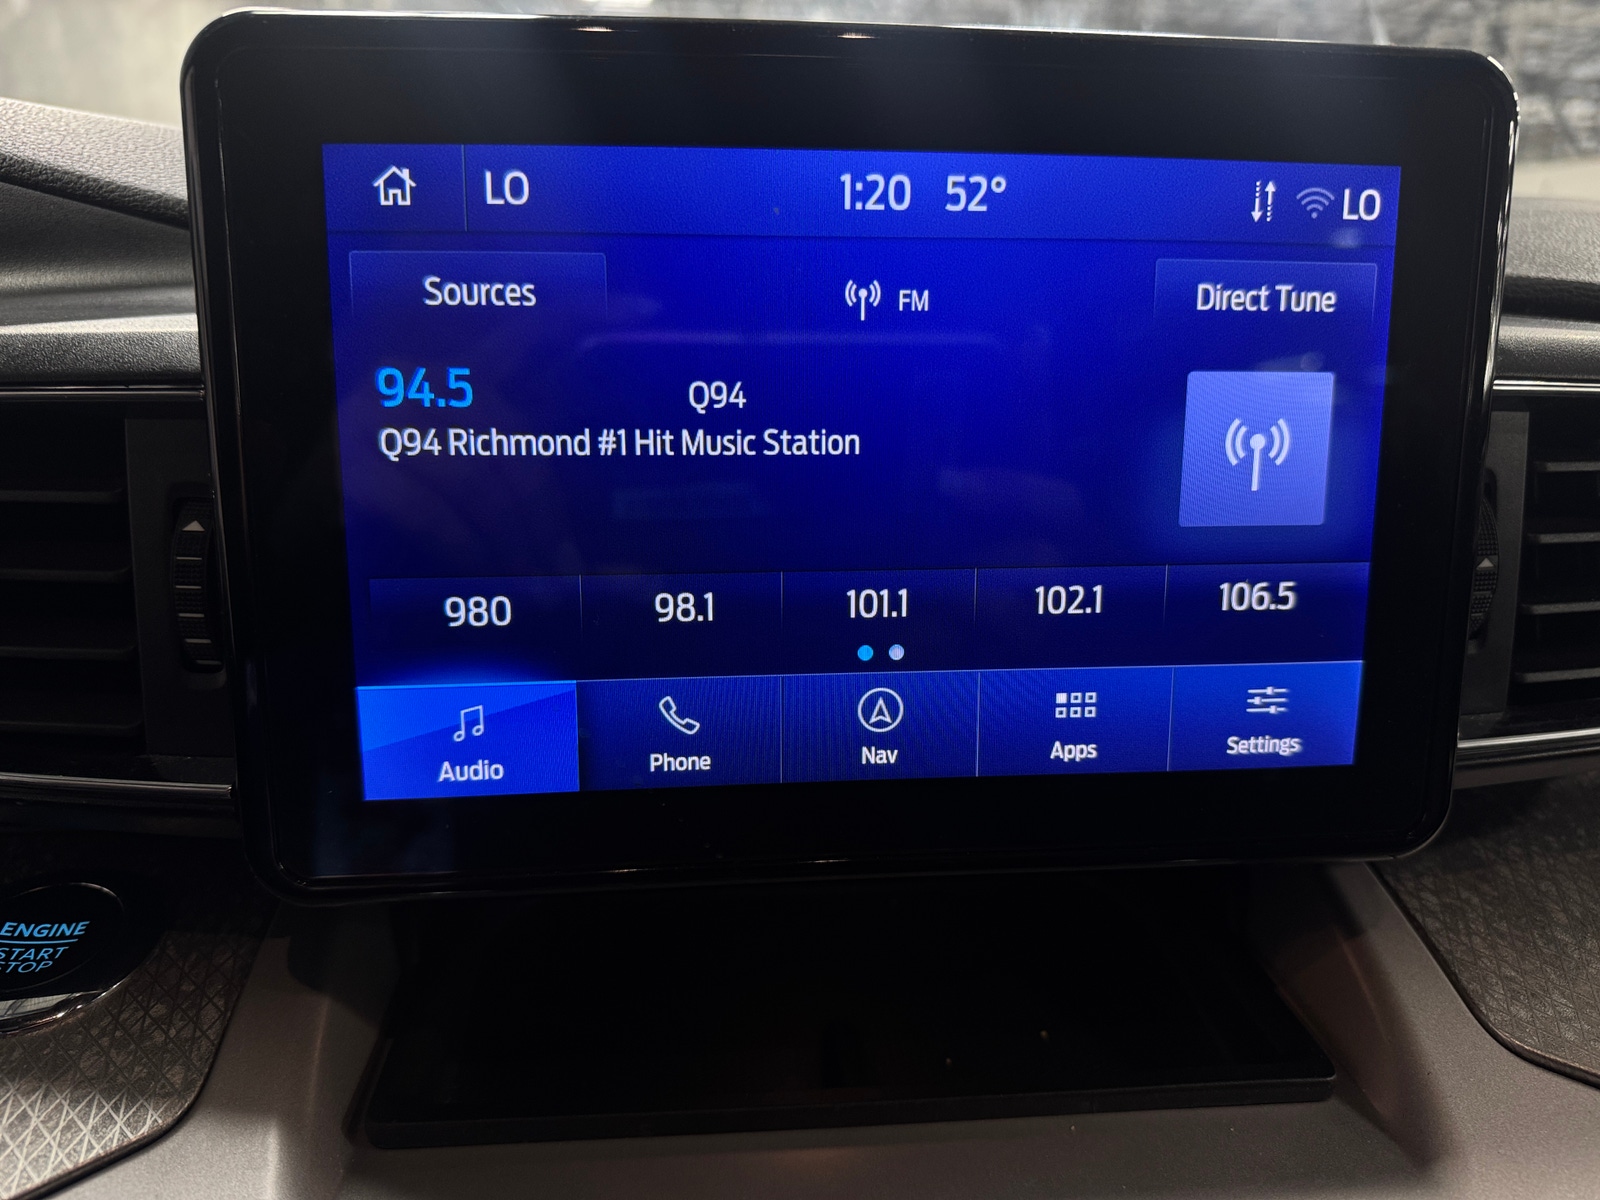 LO 1:20 52° LO
Sources FM Direct Tune
94.5 Q94
Q94 Richmond #1 Hit Music Station
980 98.1 101.1 102.1 106.5
Audio Phone Nav Apps Settings
ENGINE
START
STOP